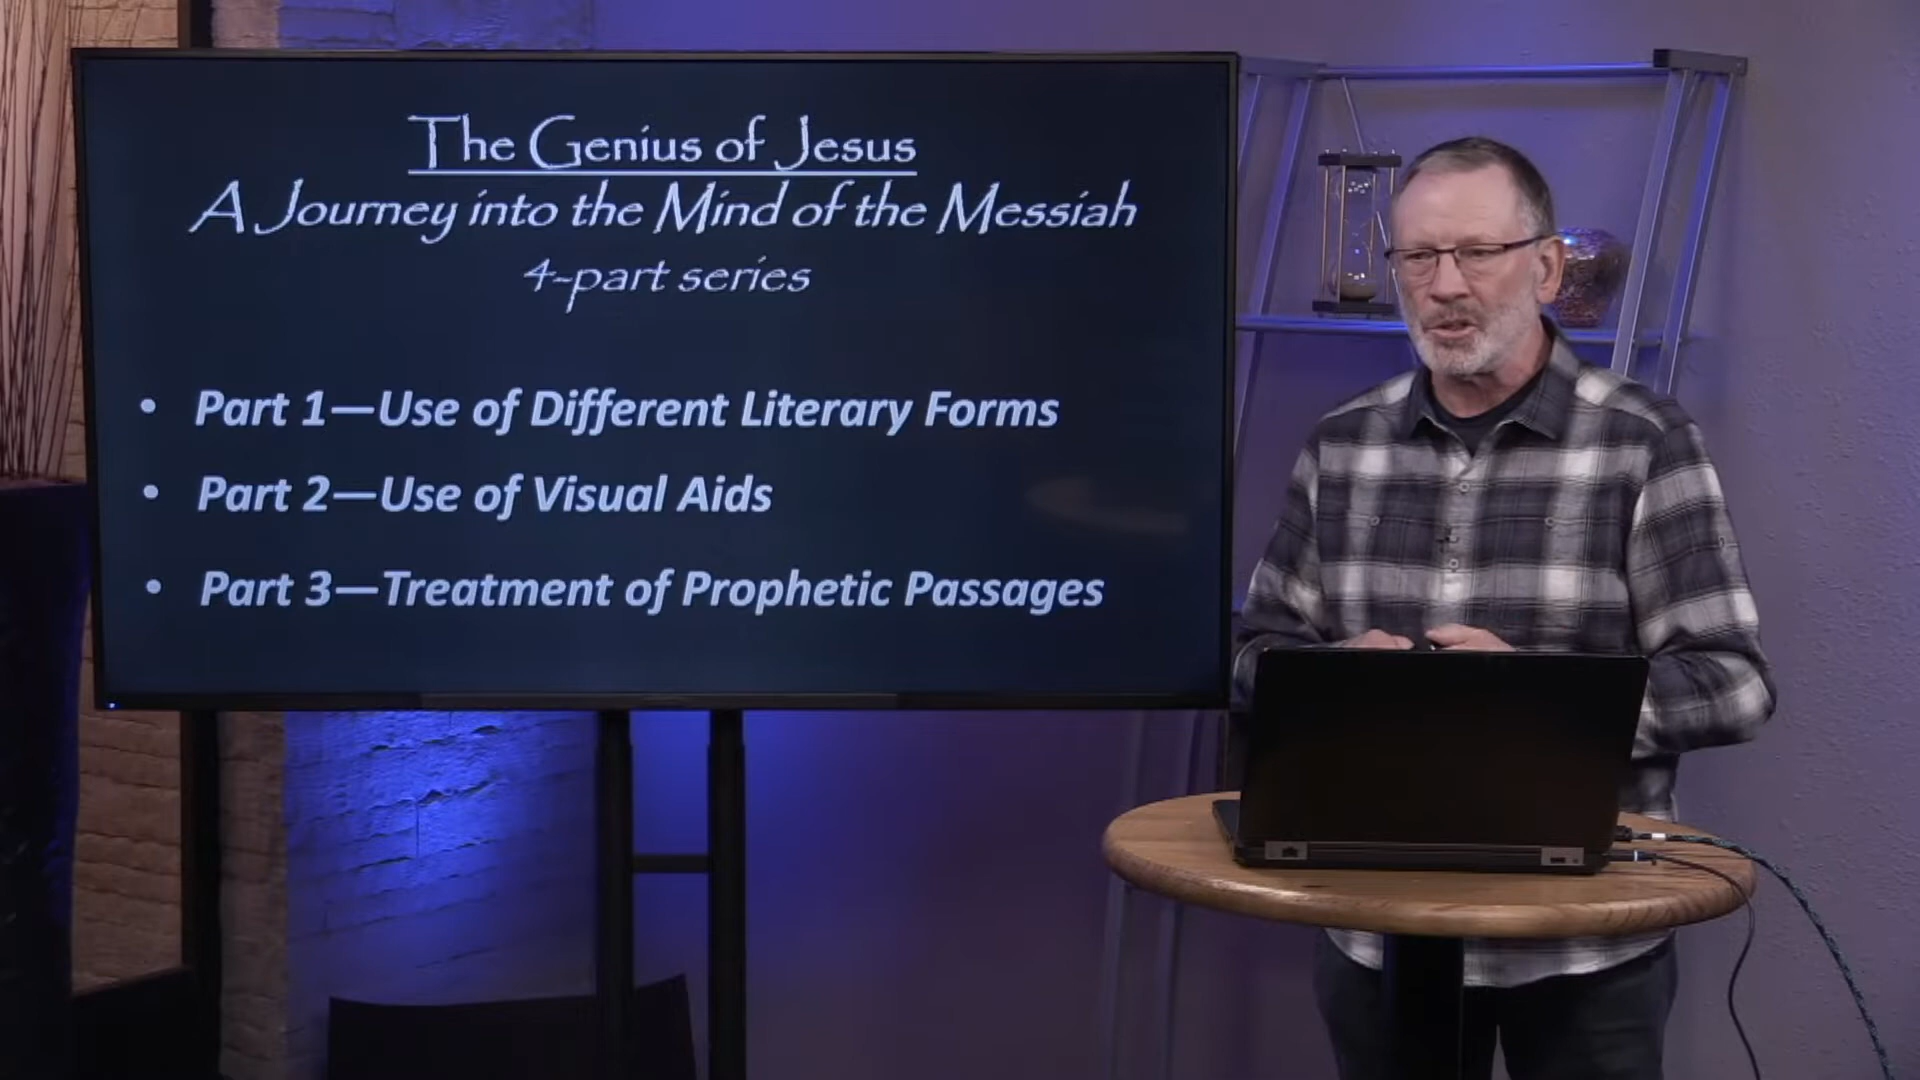 The Genius of Jesus
A Journey into the Mind of the Messiah
4-part series
• Part 1—Use of Different Literary Forms
• Part 2—Use of Visual Aids
• Part 3—Treatment of Prophetic Passages